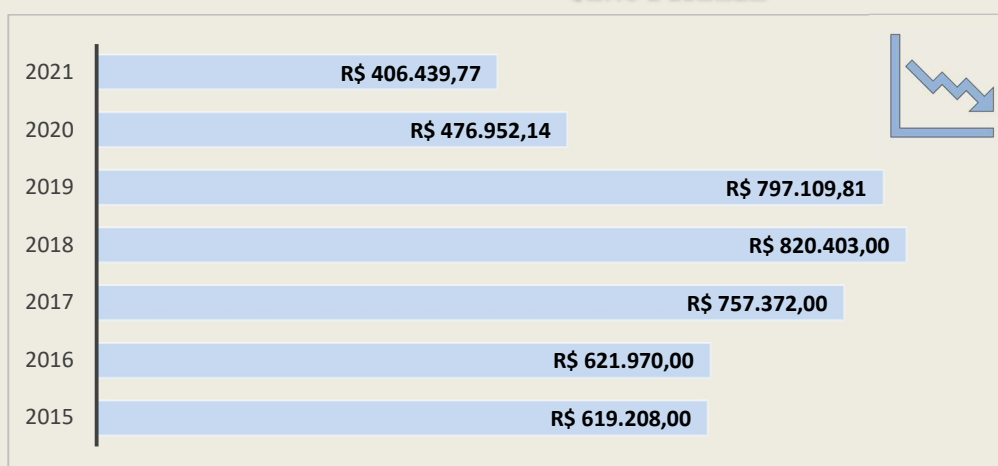 2021 R$ 406.439,77
2020 R$ 476.952,14
2019 R$ 797.109,81
2018 R$ 820.403,00
2017 R$ 757.372,00
2016 R$ 621.970,00
2015 R$ 619.208,00